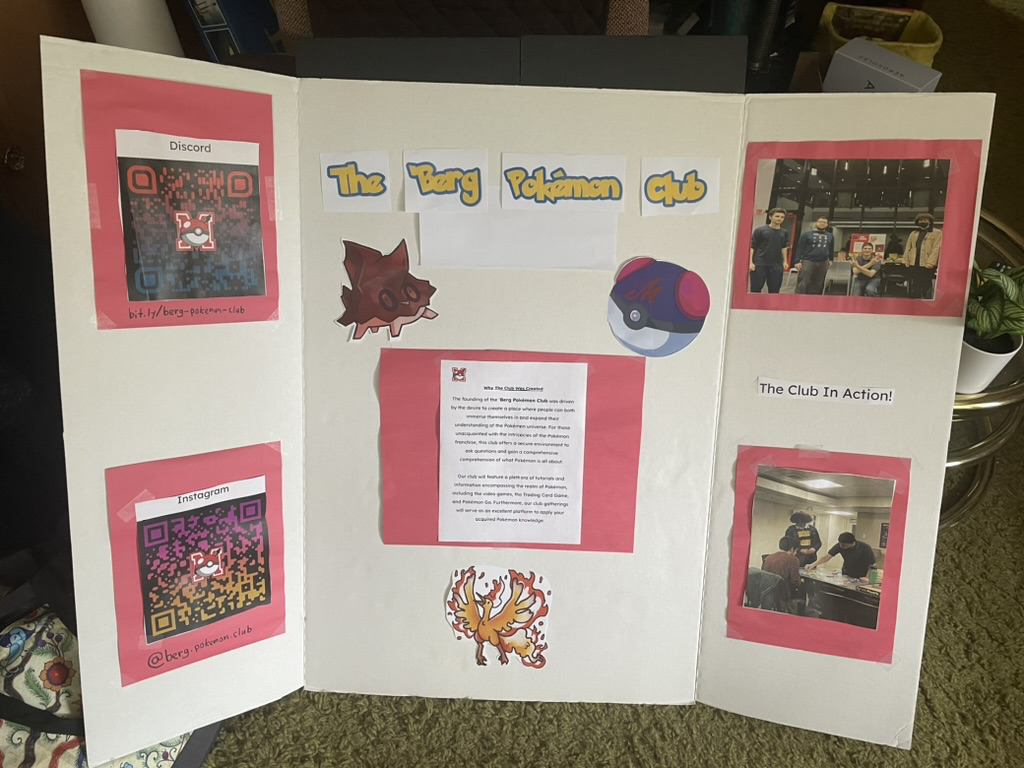 Discord
bit.ly/berg-pokemon-club
Instagram
@berg.pokemon.club
The 'Berg Pokémon Club
Why The Club Was Created
The founding of the 'Berg Pokémon Club was driven
by the desire to create a place where people can both
immerse themselves in and expand their
understanding of the Pokémon universe. For those
unacquainted with the intricacies of the Pokémon
franchise, this club offers a secure environment to
ask questions and gain a comprehensive
comprehension of what Pokémon is all about.
Our club will feature a plethora of tutorials and
information encompassing the realm of Pokémon,
including the video games, the Trading Card Game,
and Pokémon Go. Furthermore, our club gatherings
will serve as an excellent platform to apply your
acquired Pokémon knowledge
The Club In Action!